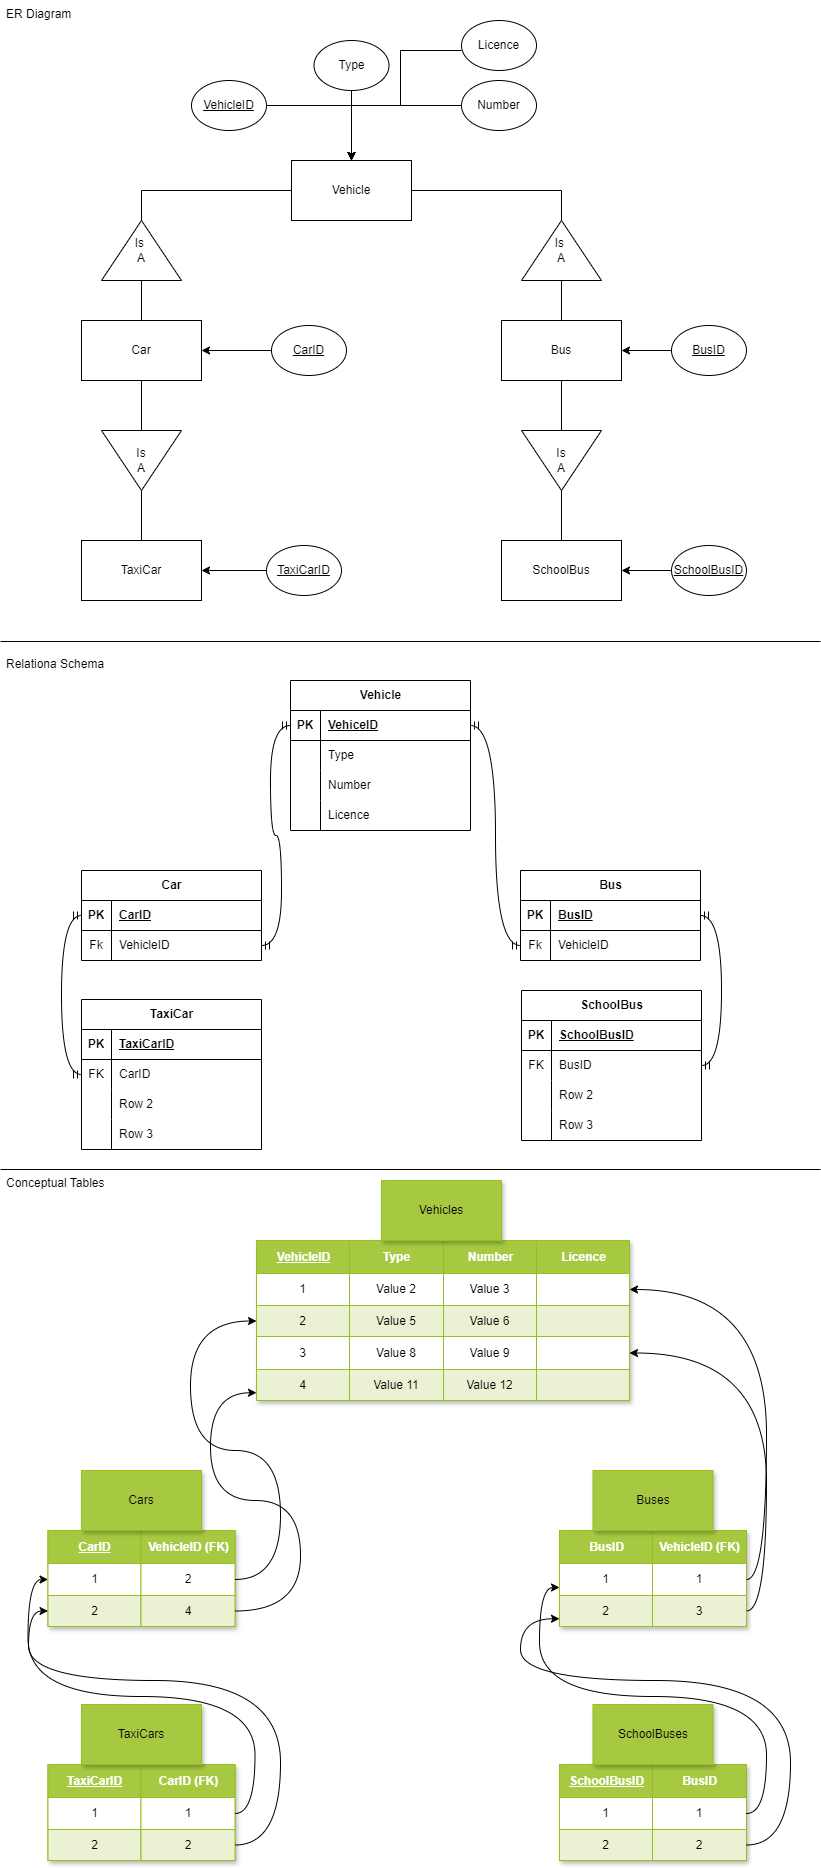 ER Diagram
Licence
Type
VehicleID
Number
Vehicle
Is
A
Is
A
Car
CarID
Bus
BusID
Is
A
Is
A
TaxiCar
TaxiCarID
SchoolBus
SchoolBusID
Relationa Schema
Vehicle
PK VehiceID
Type
Number
Licence
Car
PK CarID
Fk VehicleID
Bus
PK BusID
Fk VehicleID
TaxiCar
PK TaxiCarID
FK CarID
Row 2
Row 3
SchoolBus
PK SchoolBusID
FK BusID
Row 2
Row 3
Conceptual Tables
Vehicles
VehicleID Type Number Licence
1 Value 2 Value 3
2 Value 5 Value 6
3 Value 8 Value 9
4 Value 11 Value 12
Cars
CarID VehicleID (FK)
1 2
2 4
Buses
BusID VehicleID (FK)
1 1
2 3
TaxiCars
TaxiCarID CarID (FK)
1 1
2 2
SchoolBuses
SchoolBusID BusID
1 1
2 2